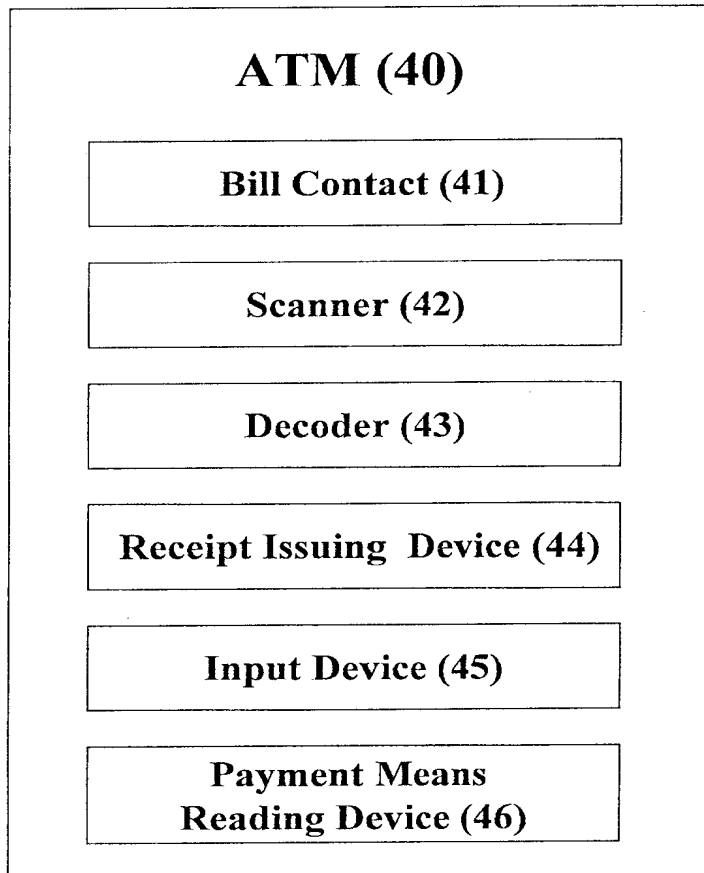 ATM (40)
Bill Contact (41)
Scanner (42)
Decoder (43)
Receipt Issuing Device (44)
Input Device (45)
Payment Means
Reading Device (46)